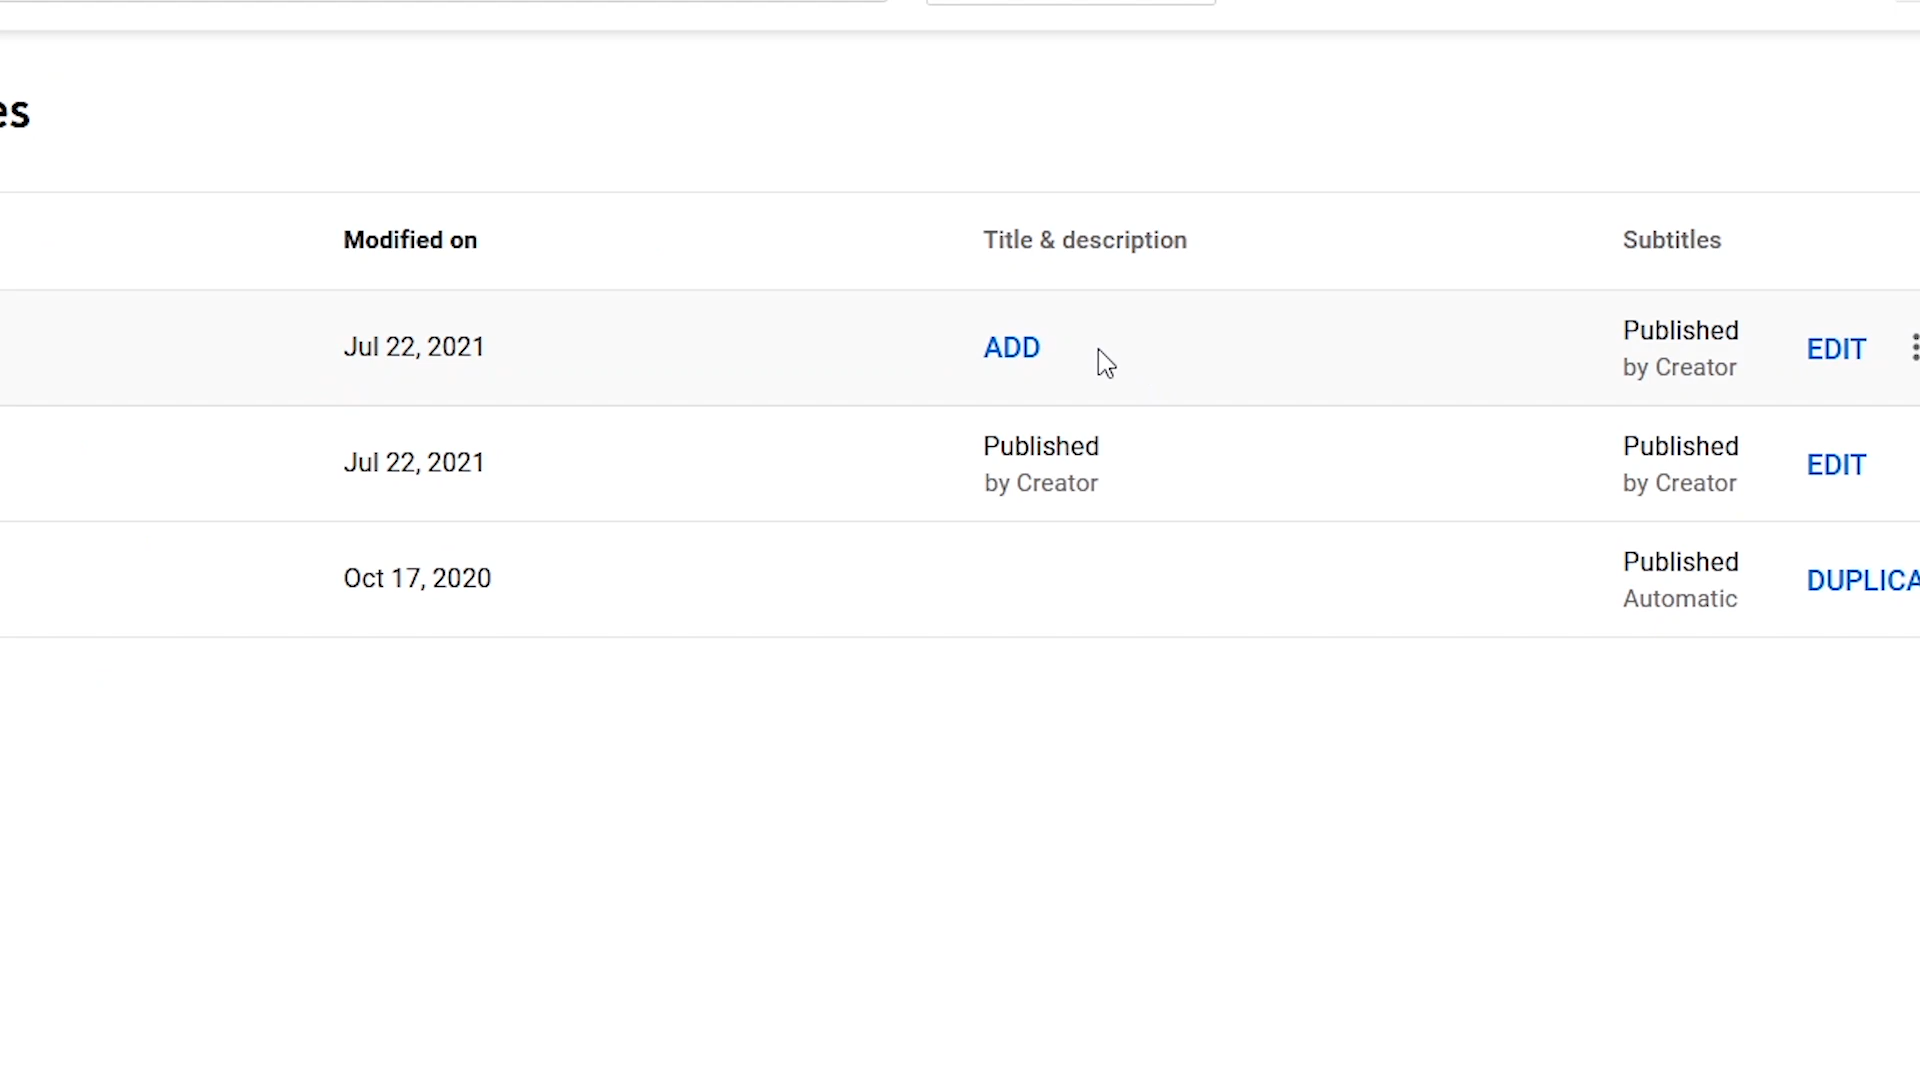 es
Modified on Title & description Subtitles
Jul 22, 2021 ADD Published EDIT
by Creator
Jul 22, 2021 Published Published EDIT
by Creator by Creator
Oct 17, 2020 Published DUPLICA
Automatic